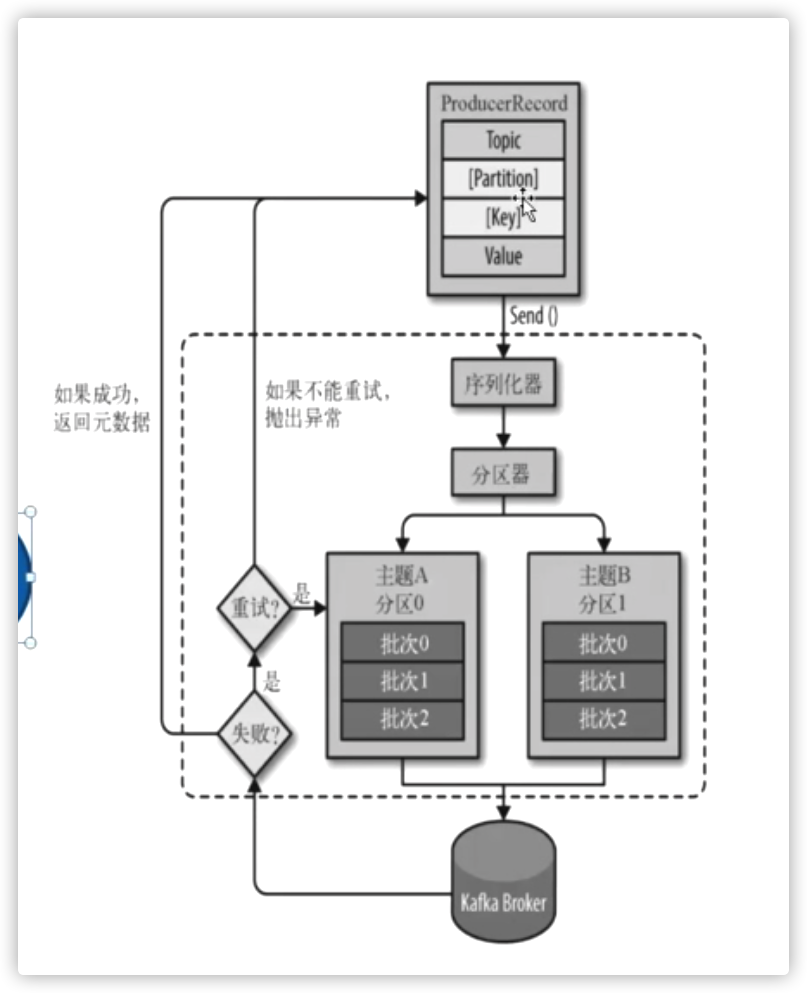 ProducerRecord
Topic
[Partition]
[Key]
Value
Send ()
序列化器
如果成功，
返回元数据
如果不能重试，
抛出异常
分区器
主题A
分区0
批次0
批次1
批次2
主题B
分区1
批次0
批次1
批次2
重试?
是
是
失败?
Kafka Broker